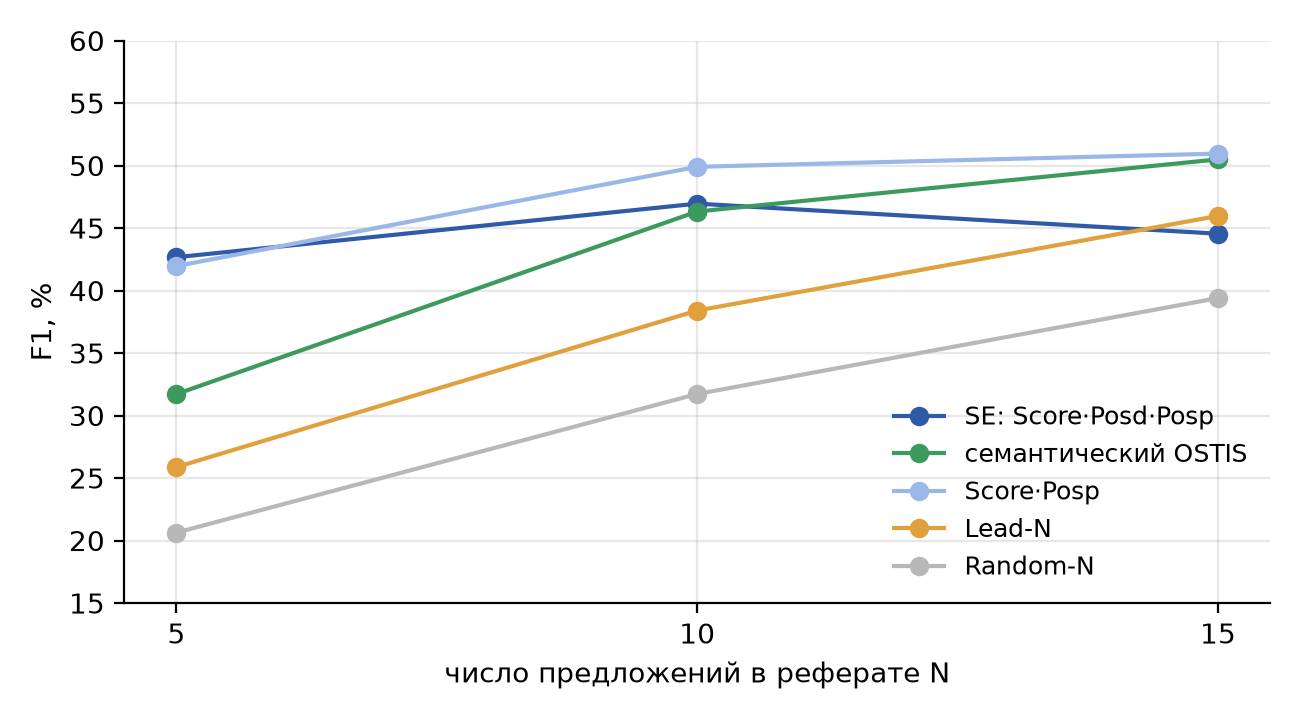 60
55
50
45
40
35
30
25
20
15
F1, %
SE: Score·Posd·Posp
семантический OSTIS
Score·Posp
Lead-N
Random-N
5 10 15
число предложений в реферате N